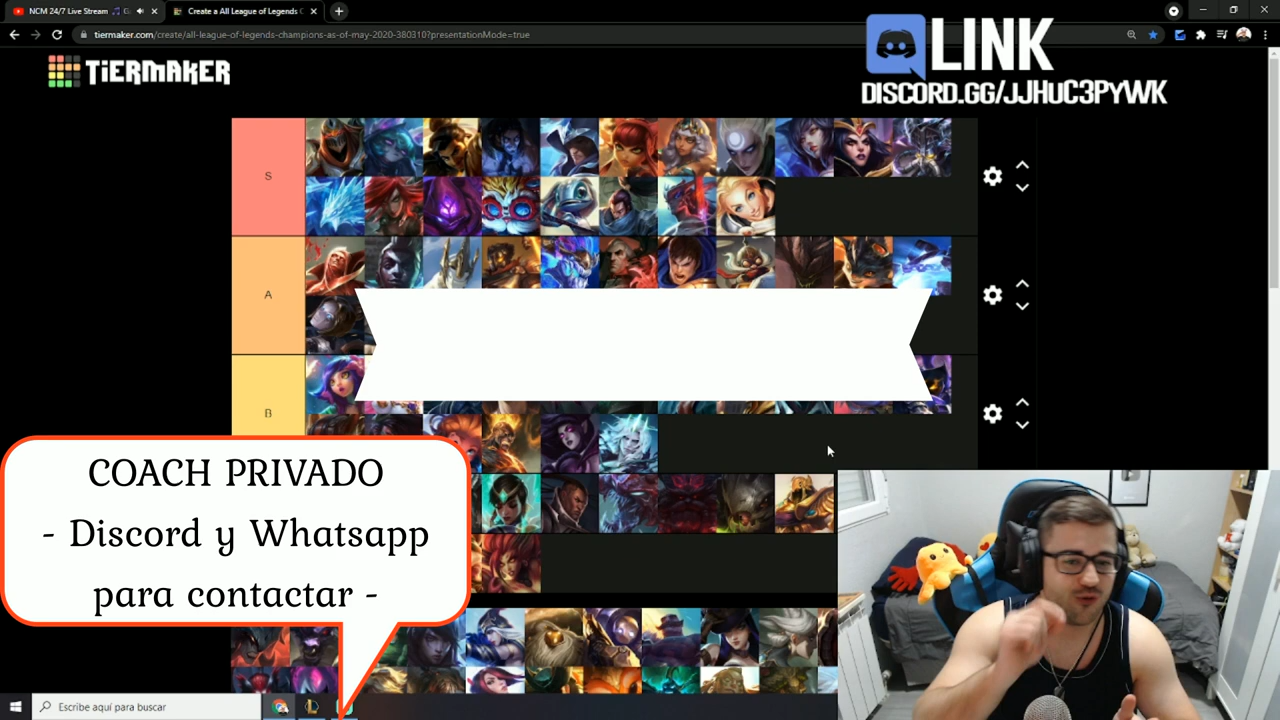 NCM 24/7 Live Stream
Create a All League of Legends C
tiermaker.com/create/all-league-of-legends-champions-as-of-may-2020-380310?presentationMode=true
TiERMAKER
LINK
DISCORD.GG/JJHUC3PYWK
S
A
B
COACH PRIVADO
- Discord y Whatsapp
para contactar -
Escribe aquí para buscar